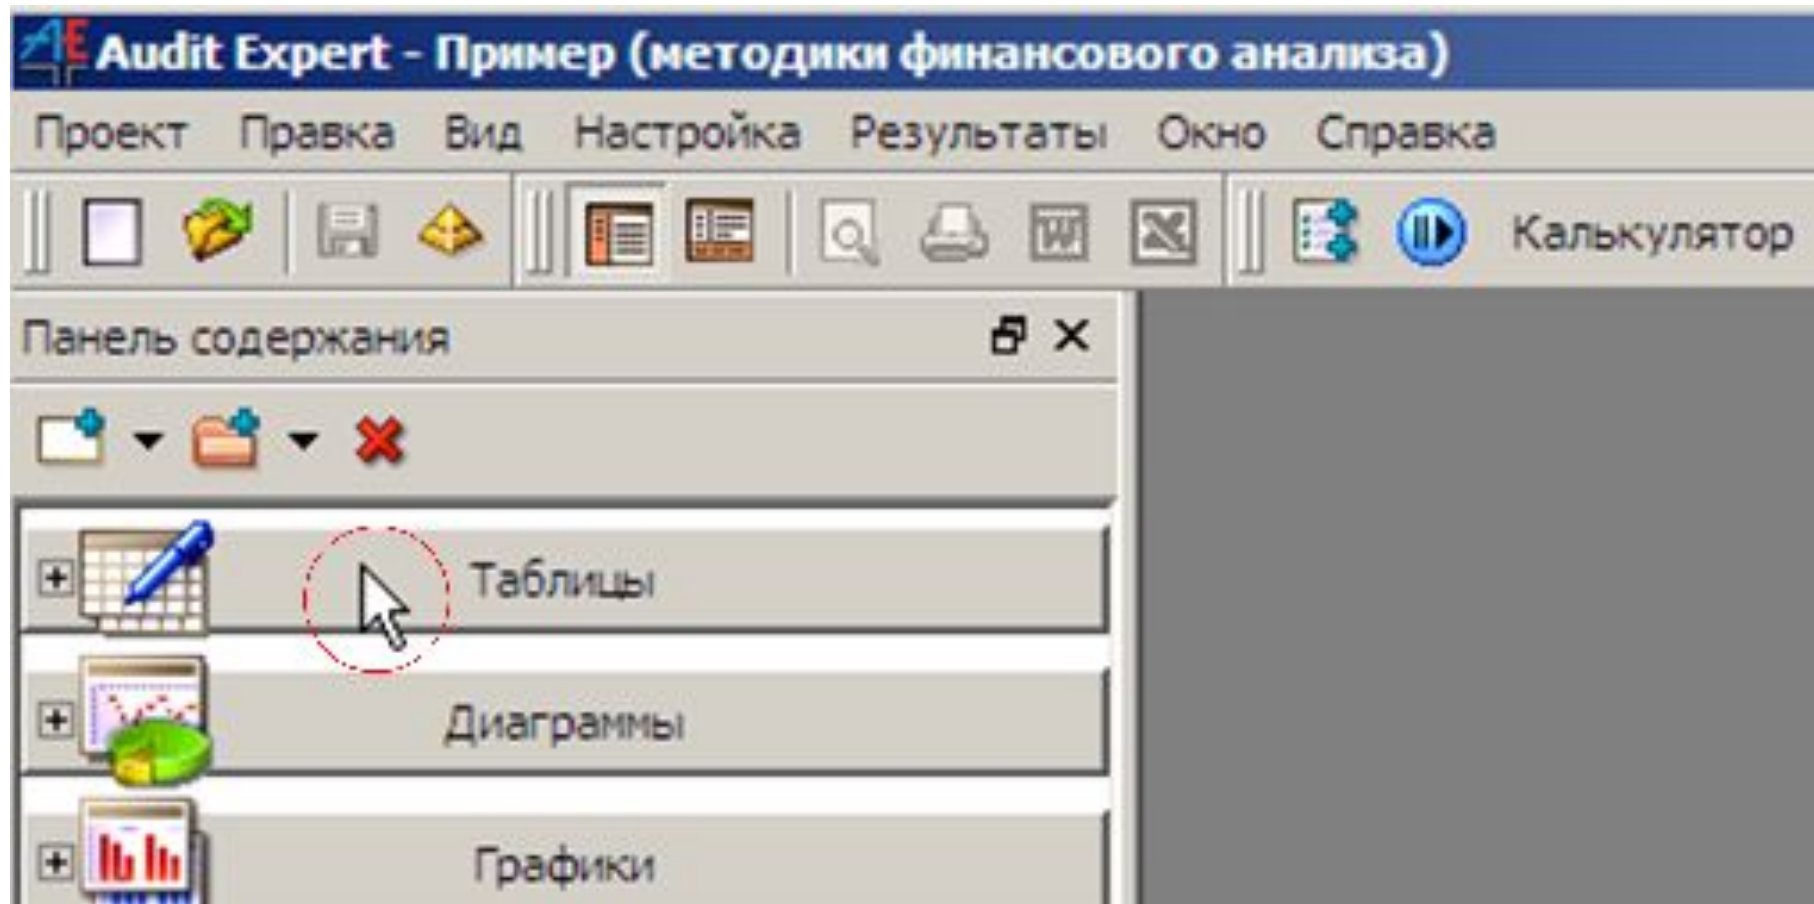 AE Audit Expert - Пример (методики финансового анализа)
Проект Правка Вид Настройка Результаты Окно Справка
Калькулятор
Панель содержания
Таблицы
Диаграммы
Графики